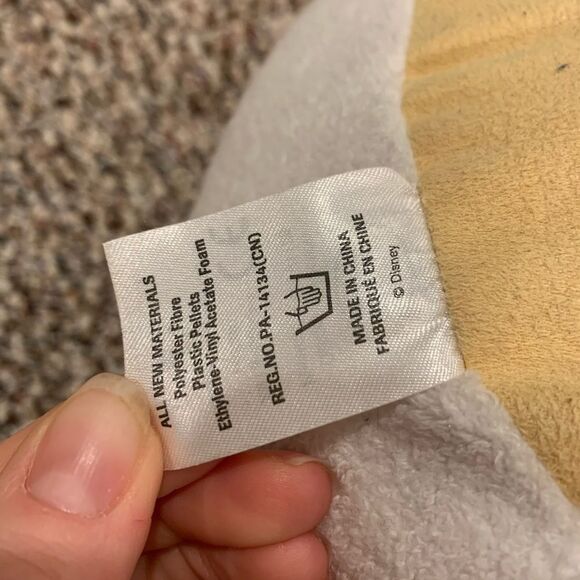 ALL NEW MATERIALS
Polyester Fibre
Plastic Pellets
Ethylene-Vinyl Acetate Foam
REG.NO.PA-14134(CN)
MADE IN CHINA
FABRIQUÉ EN CHINE
© Disney